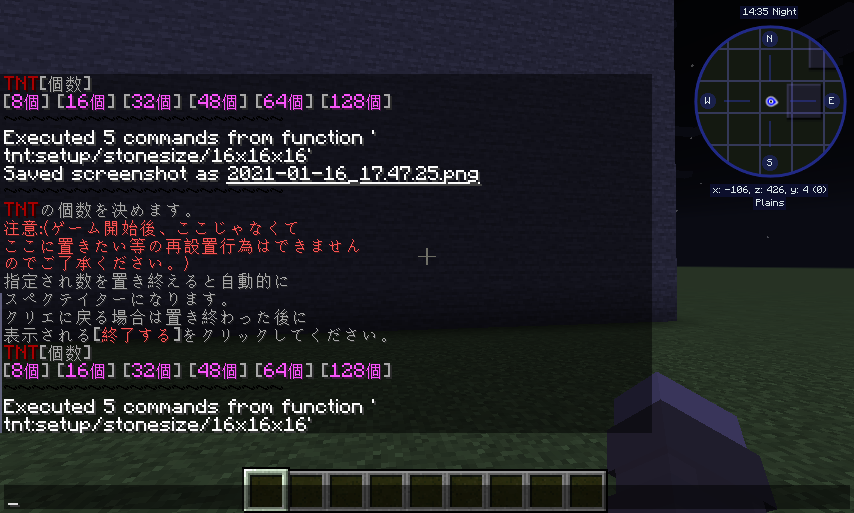 14:35 Night
N
W
E
S
x: -106, z: 426, y: 4 (0)
Plains
TNT[個数]
[8個] [16個] [32個] [48個] [64個] [128個]
~~~~~~~~~~~~~~~~~~~~~~~~
Executed 5 commands from function '
tnt:setup/stonesize/16x16x16'
Saved screenshot as 2021-01-16_17.47.25.png
~~~~~~~~~~~~~~~~~~~~~~~~
TNTの個数を決めます。
注意:(ゲーム開始後、ここじゃなくて
ここに置きたい等の再設置行為はできません
のでご了承ください。)
指定され数を置き終えると自動的に
スペクテイターになります。
クリエに戻る場合は置き終わった後に
表示される[終了する]をクリックしてください。
TNT[個数]
[8個] [16個] [32個] [48個] [64個] [128個]
~~~~~~~~~~~~~~~~~~~~~~~~
Executed 5 commands from function '
tnt:setup/stonesize/16x16x16'
_